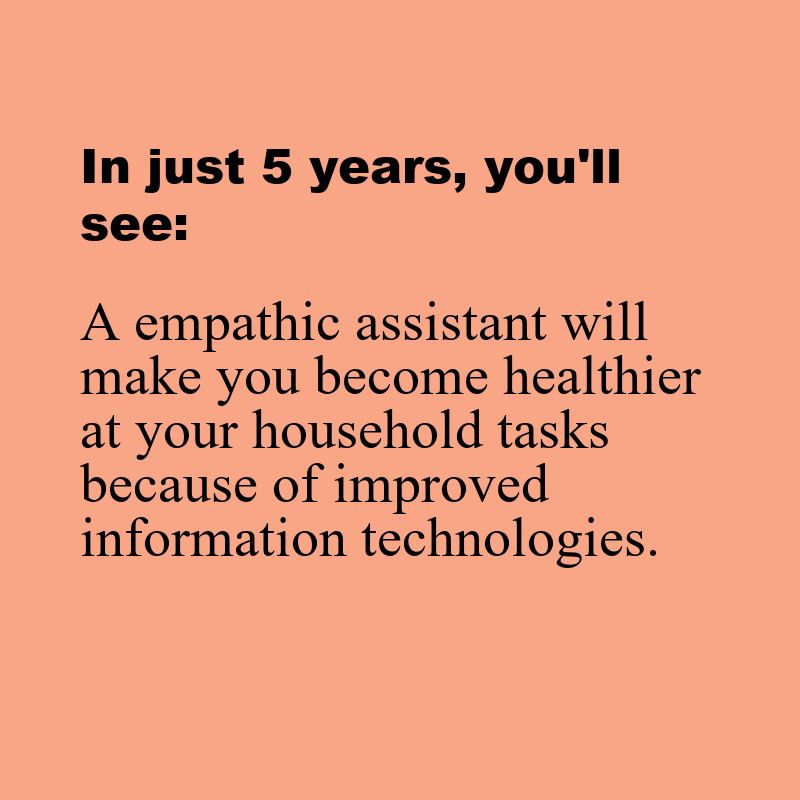 In just 5 years, you'll
see:
A empathic assistant will
make you become healthier
at your household tasks
because of improved
information technologies.